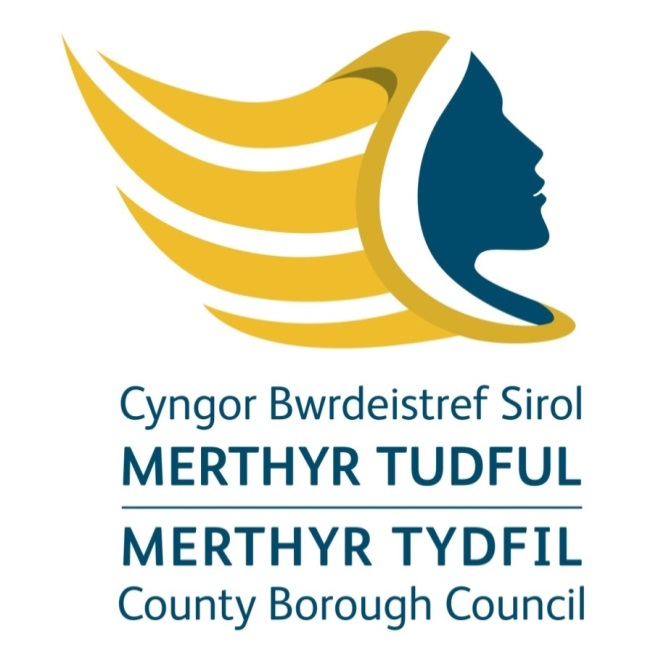 Cyngor Bwrdeistref Sirol
MERTHYR TUDFUL
MERTHYR TYDFIL
County Borough Council